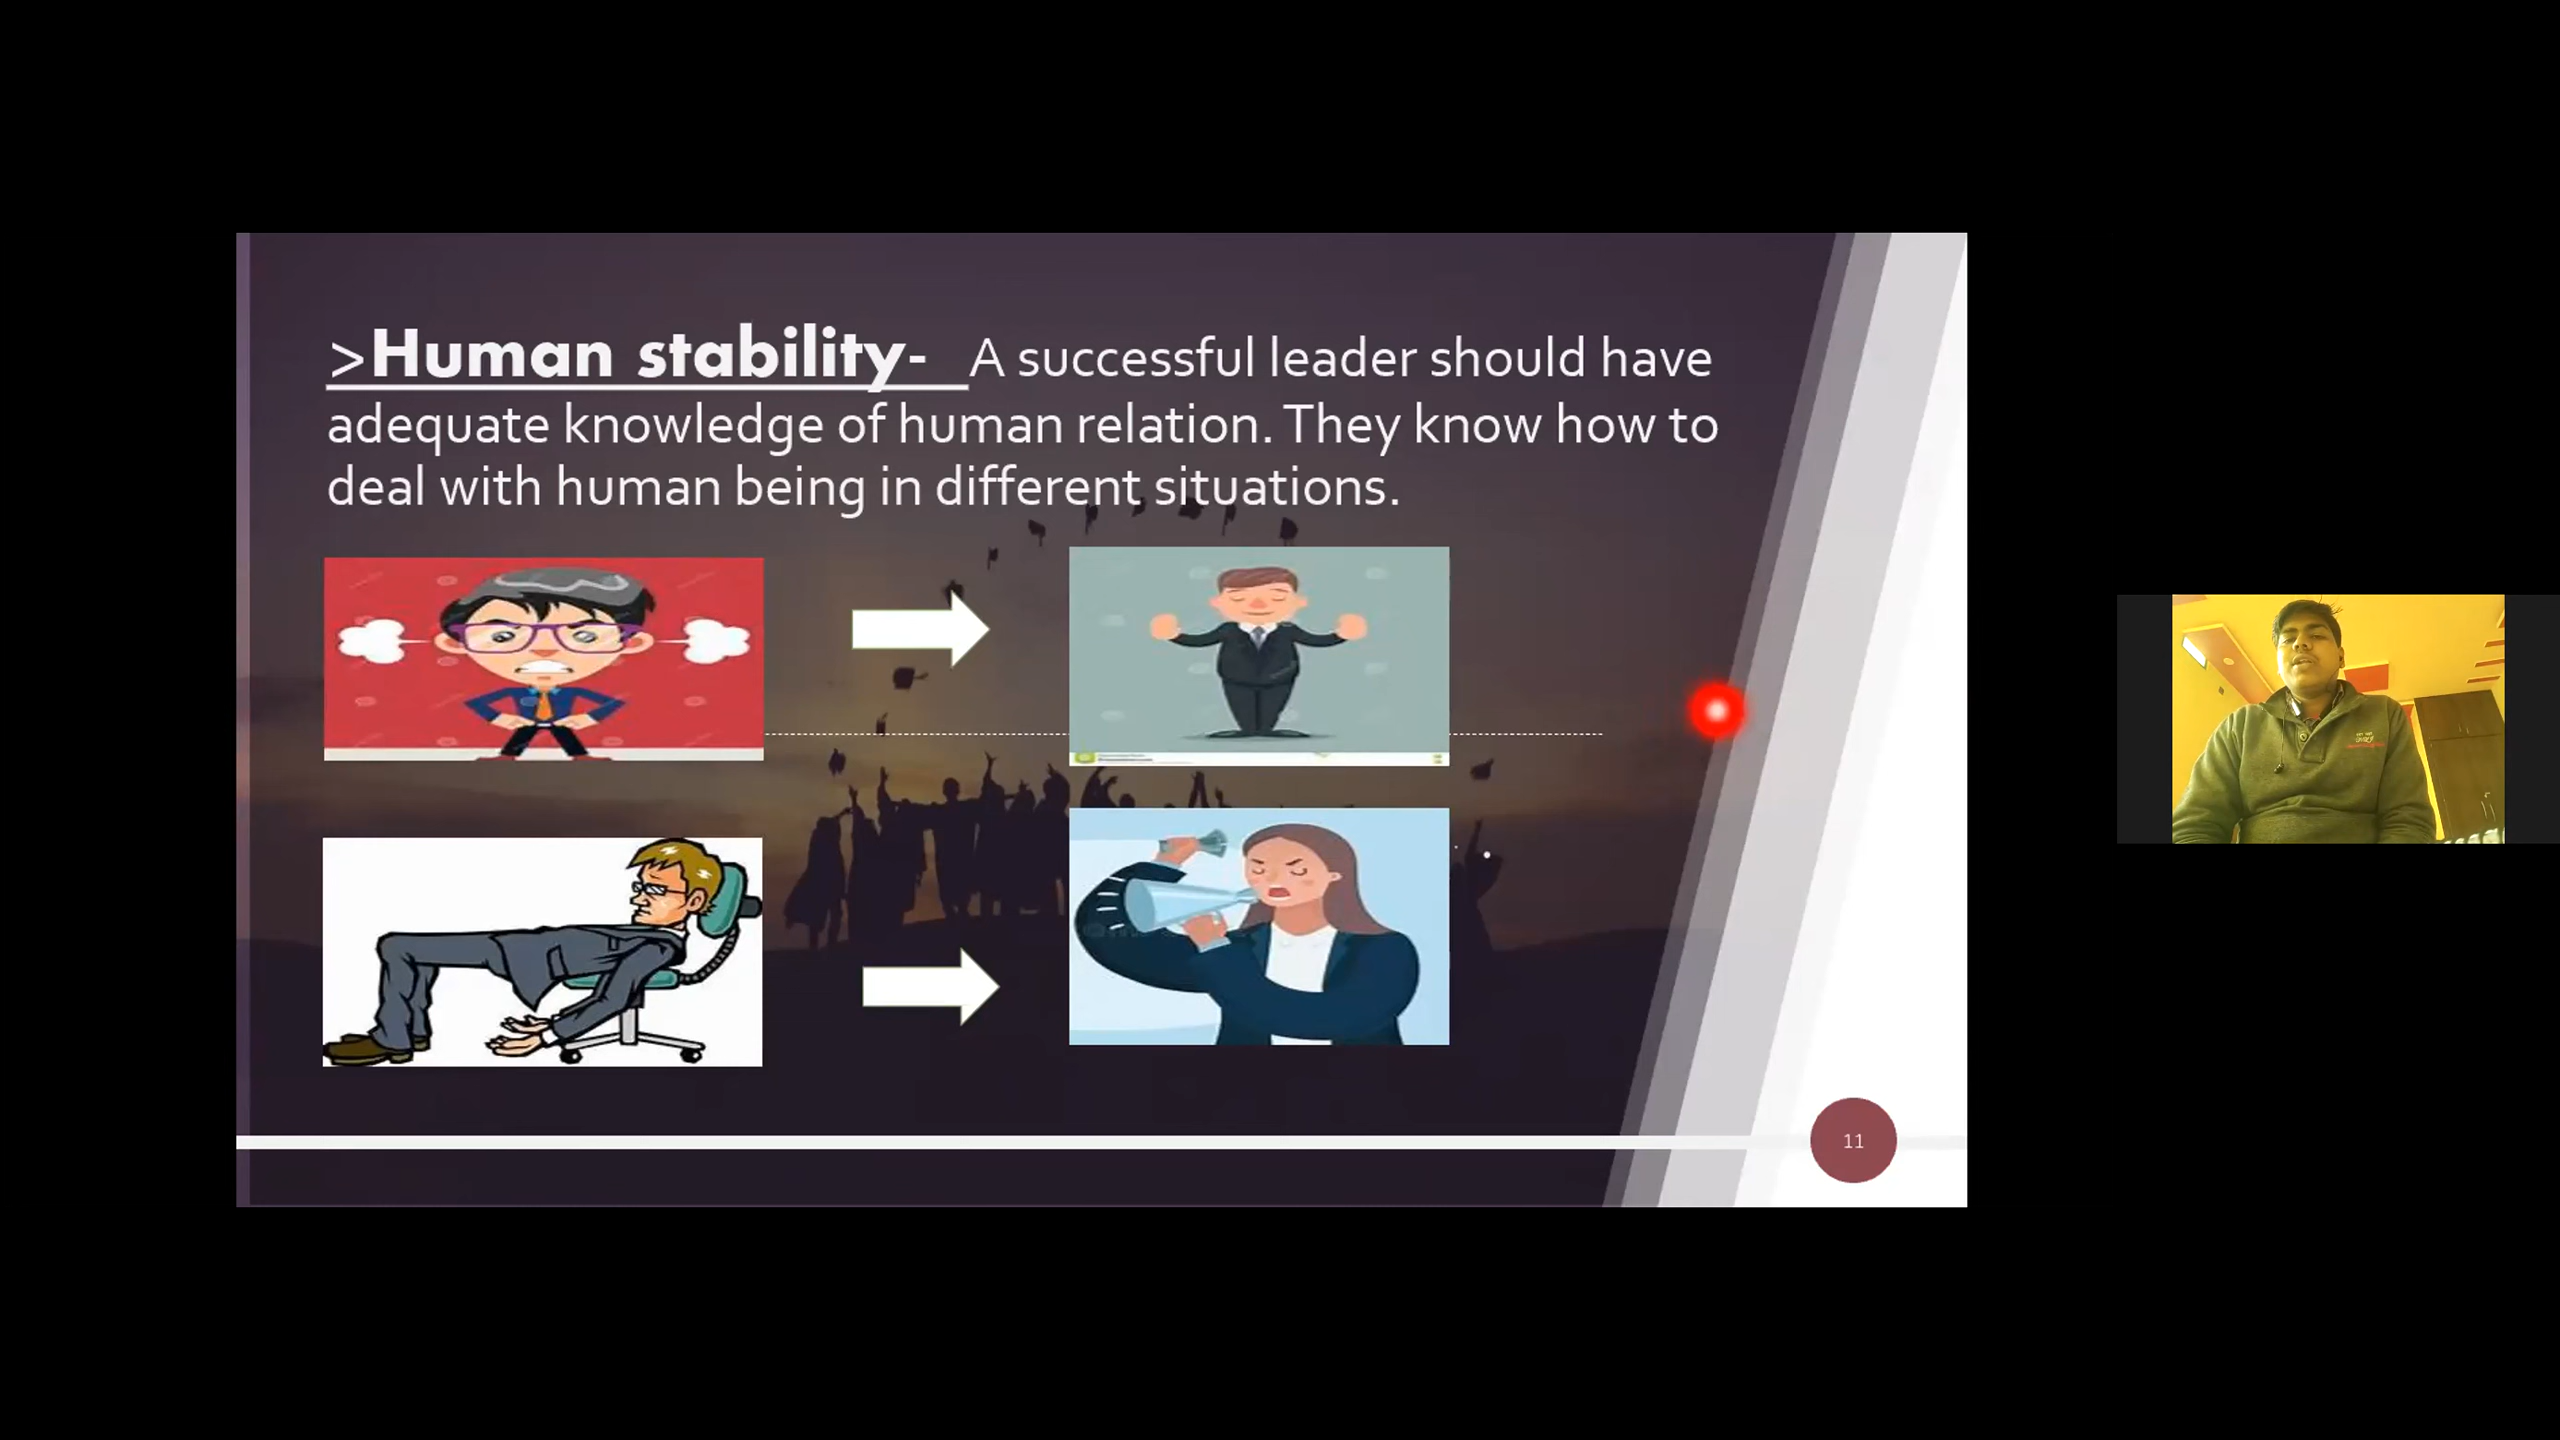 >Human stability- A successful leader should have
adequate knowledge of human relation. They know how to
deal with human being in different situations.
11